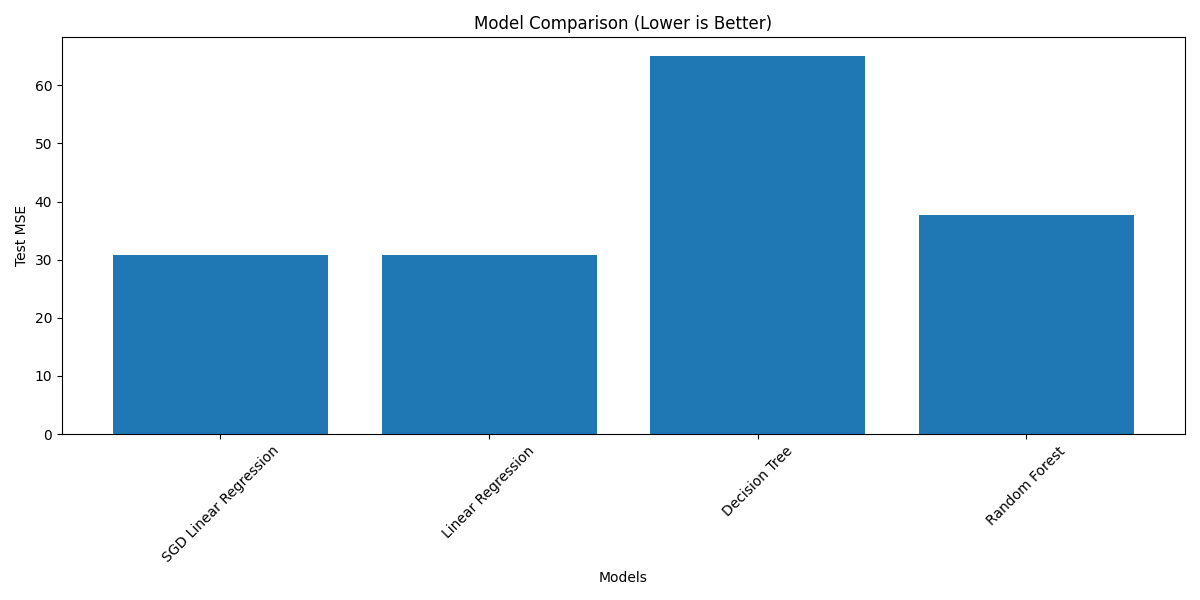 Model Comparison (Lower is Better)
Test MSE
60
50
40
30
20
10
0
SGD Linear Regression
Linear Regression
Decision Tree
Random Forest
Models